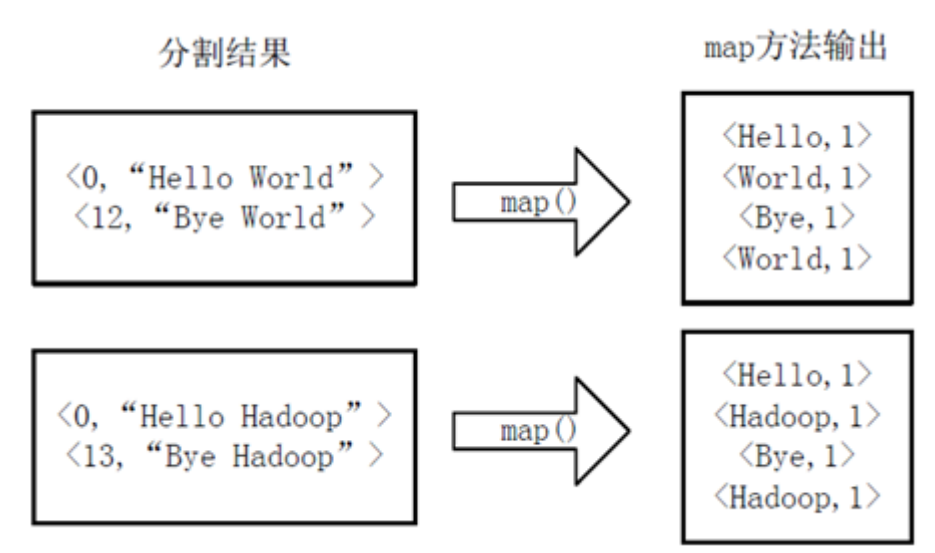 分割结果
map方法输出
<0, “Hello World” >
<12, “Bye World” >
map()
<Hello, 1>
<World, 1>
<Bye, 1>
<World, 1>
<0, “Hello Hadoop” >
<13, “Bye Hadoop” >
map()
<Hello, 1>
<Hadoop, 1>
<Bye, 1>
<Hadoop, 1>